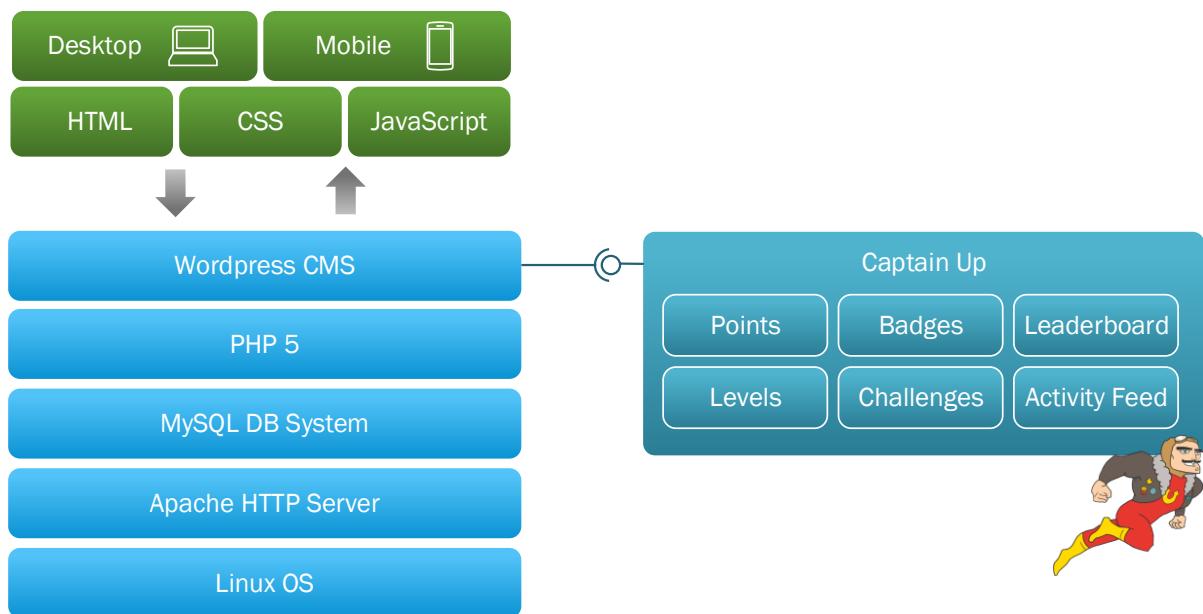 Desktop
Mobile
HTML
CSS
JavaScript
Wordpress CMS
PHP 5
MySQL DB System
Apache HTTP Server
Linux OS
Captain Up
Points
Badges
Leaderboard
Levels
Challenges
Activity Feed